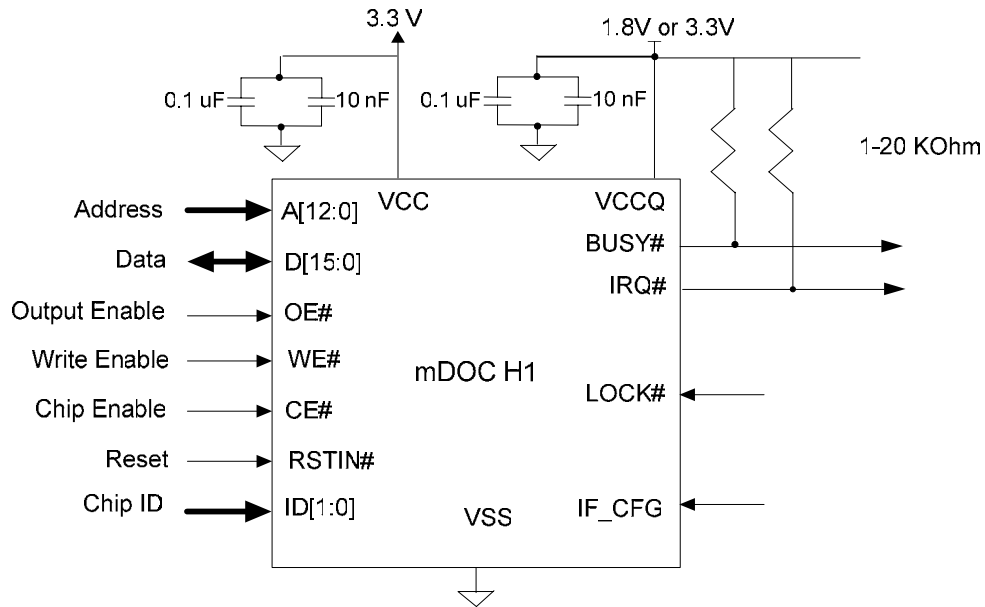 3.3 V
1.8V or 3.3V
0.1 uF
10 nF
0.1 uF
10 nF
1-20 KOhm
VCC
VCCQ
Address
A[12:0]
BUSY#
Data
D[15:0]
IRQ#
Output Enable
OE#
Write Enable
WE#
mDOC H1
LOCK#
Chip Enable
CE#
Reset
RSTIN#
Chip ID
ID[1:0]
VSS
IF_CFG